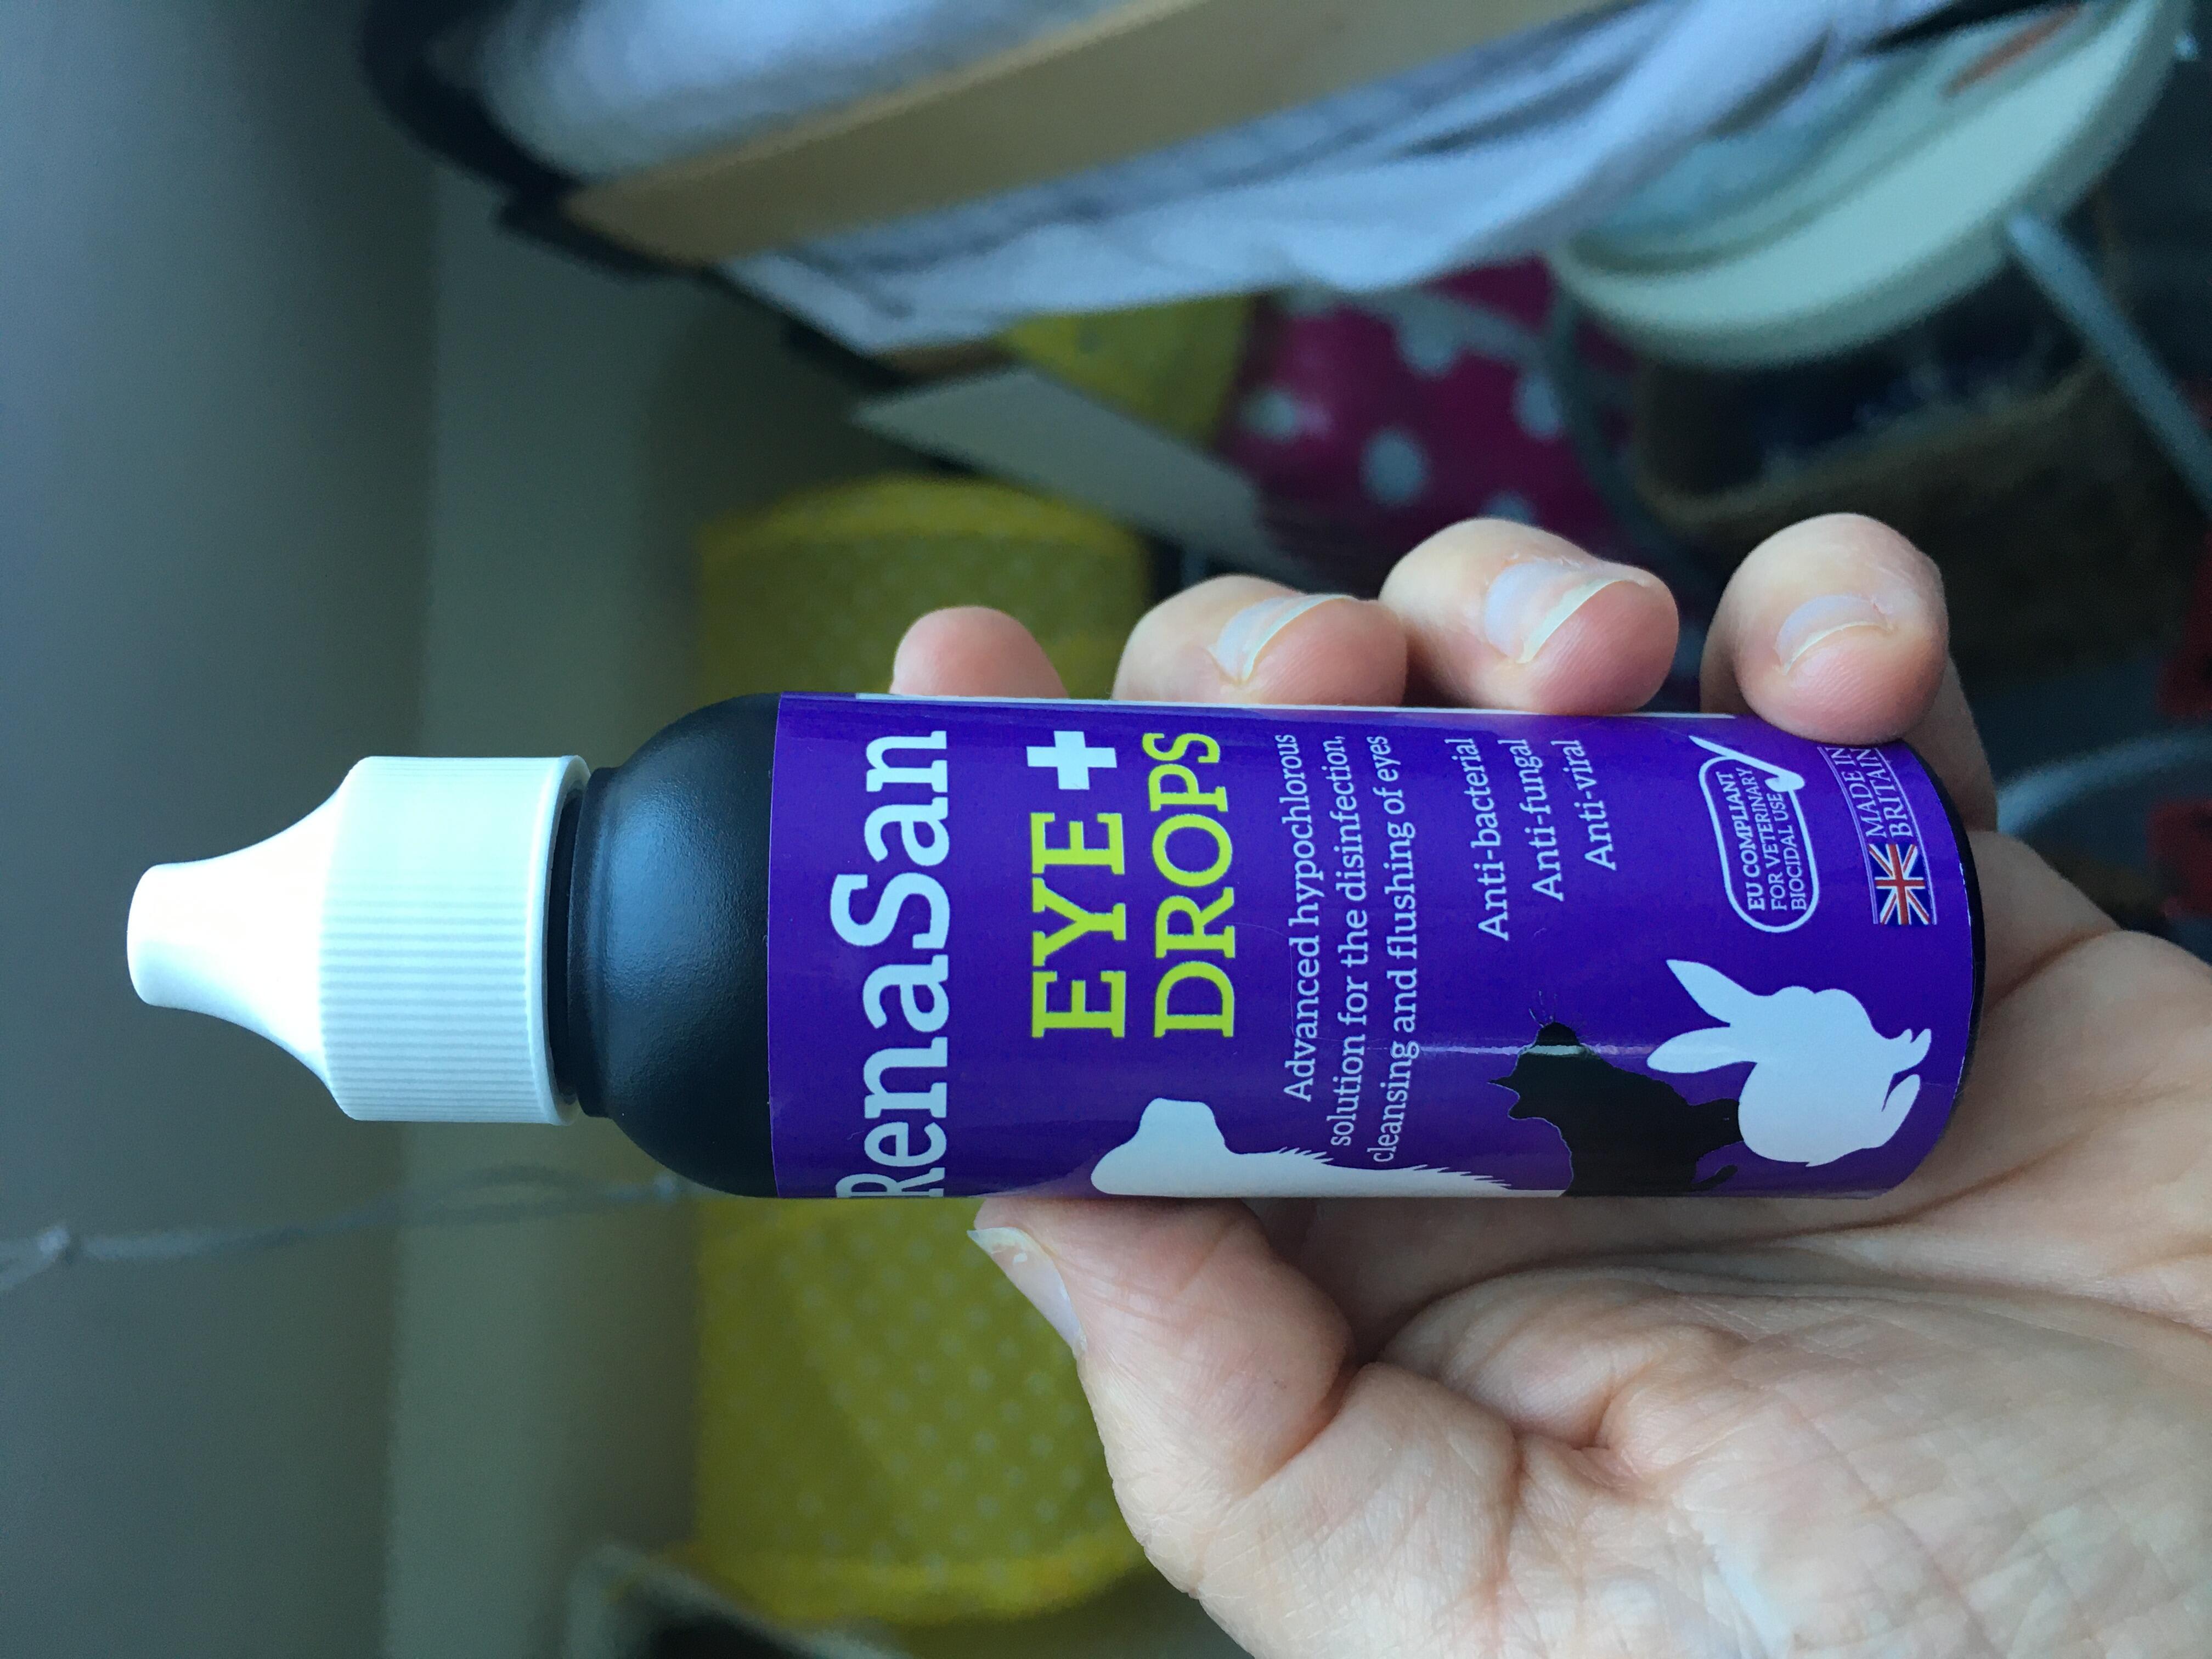 RenaSan
EYE +
DROPS
Advanced hypochlorous
solution for the disinfection,
cleansing and flushing of eyes
Anti-bacterial
Anti-fungal
Anti-viral
EU COMPLIANT
FOR VETERINARY
BIOCIDAL USE
MADE IN
BRITAIN